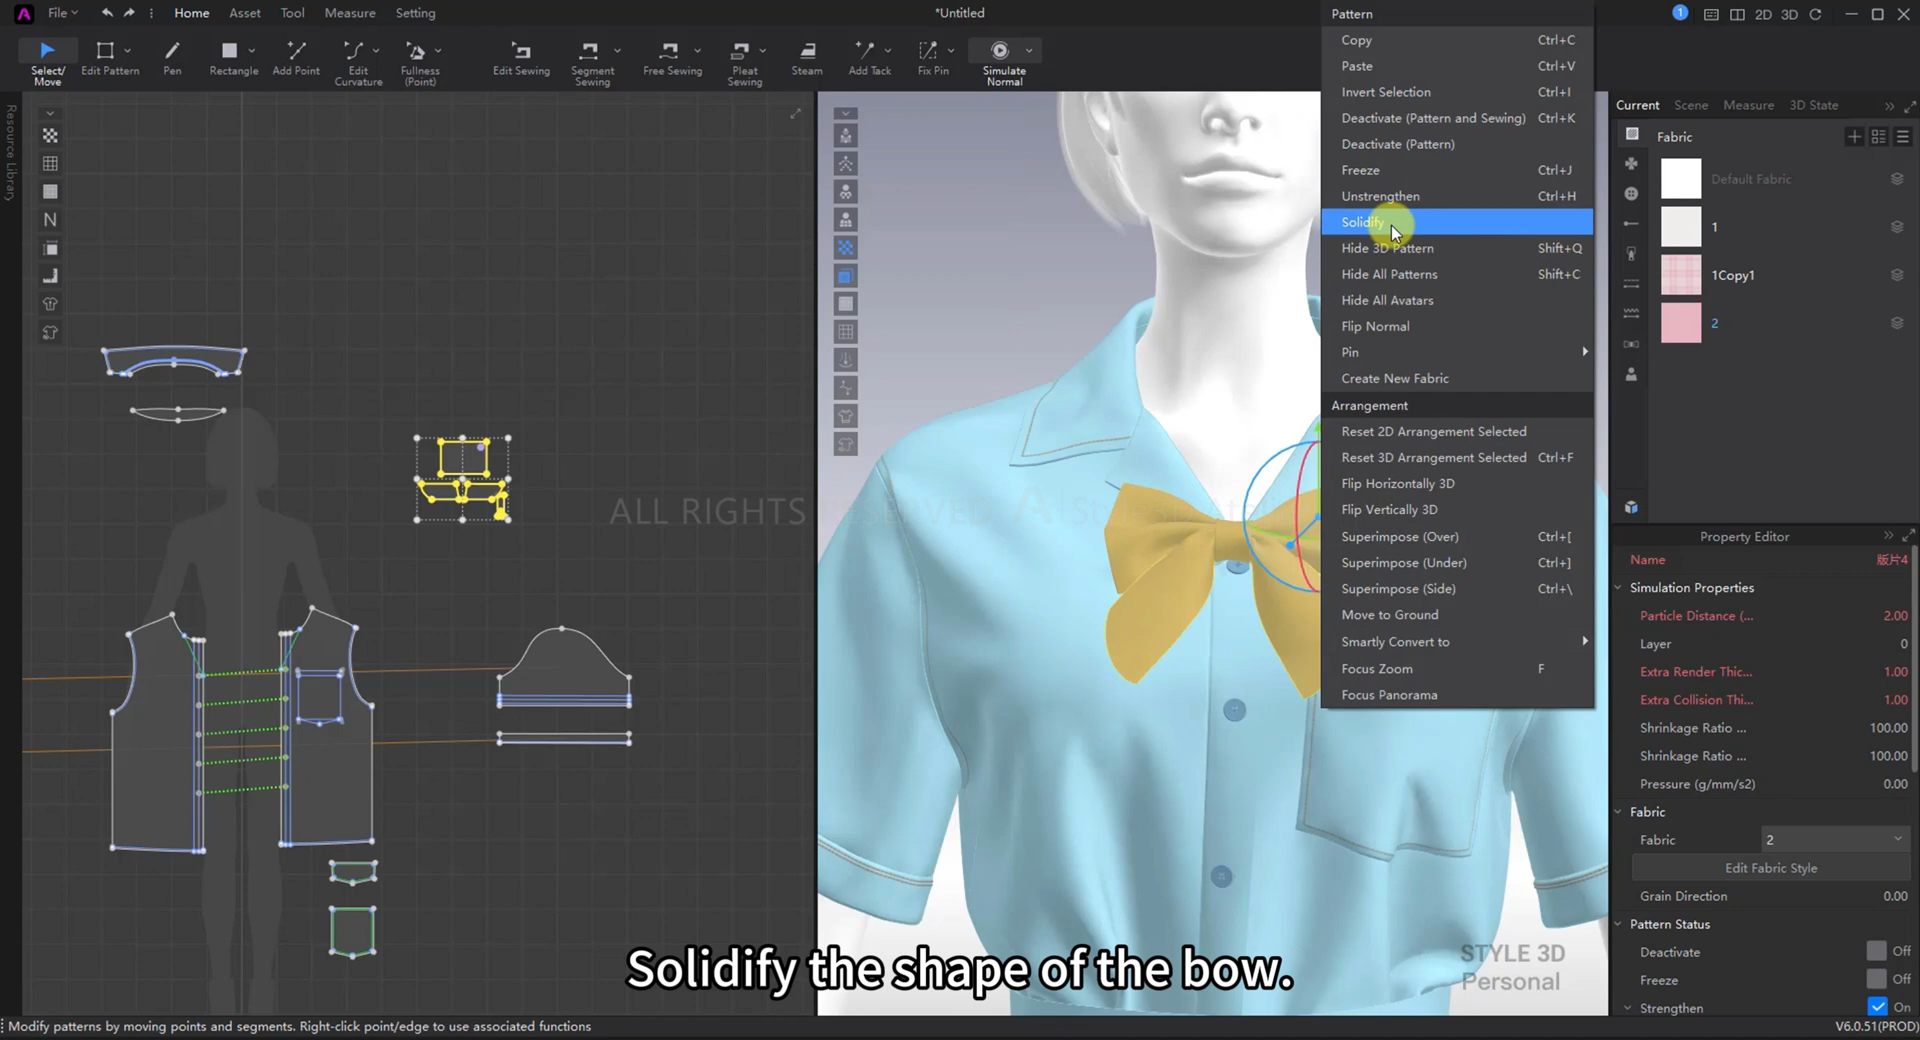 File
Home
Asset
Tool
Measure
Setting
*Untitled
1
2D
3D
Select/
Move
Edit Pattern
Pen
Rectangle
Add Point
Edit
Curvature
Fullness
(Point)
Edit Sewing
Segment
Sewing
Free Sewing
Pleat
Sewing
Steam
Add Tack
Fix Pin
Simulate
Normal
Resource Library
N
Pattern
Copy Ctrl+C
Paste Ctrl+V
Invert Selection Ctrl+I
Deactivate (Pattern and Sewing) Ctrl+K
Deactivate (Pattern)
Freeze Ctrl+J
Unstrengthen Ctrl+H
Solidify
Hide 3D Pattern Shift+Q
Hide All Patterns Shift+C
Hide All Avatars
Flip Normal
Pin
Create New Fabric
Arrangement
Reset 2D Arrangement Selected
Reset 3D Arrangement Selected Ctrl+F
Flip Horizontally 3D
Flip Vertically 3D
Superimpose (Over) Ctrl+[
Superimpose (Under) Ctrl+]
Superimpose (Side) Ctrl+\
Move to Ground
Smartly Convert to
Focus Zoom F
Focus Panorama
Current
Scene
Measure
3D State
Fabric
Default Fabric
1
1Copy1
2
Property Editor
Name 版片4
Simulation Properties
Particle Distance (... 2.00
Layer 0
Extra Render Thic... 1.00
Extra Collision Thi... 1.00
Shrinkage Ratio ... 100.00
Shrinkage Ratio ... 100.00
Pressure (g/mm/s2) 0.00
Fabric
Fabric 2
Edit Fabric Style
Grain Direction 0.00
Pattern Status
Deactivate Off
Freeze Off
Strengthen On
ALL RIGHTS
STYLE 3D
Personal
Solidify the shape of the bow.
Modify patterns by moving points and segments. Right-click point/edge to use associated functions
V6.0.51(PROD)